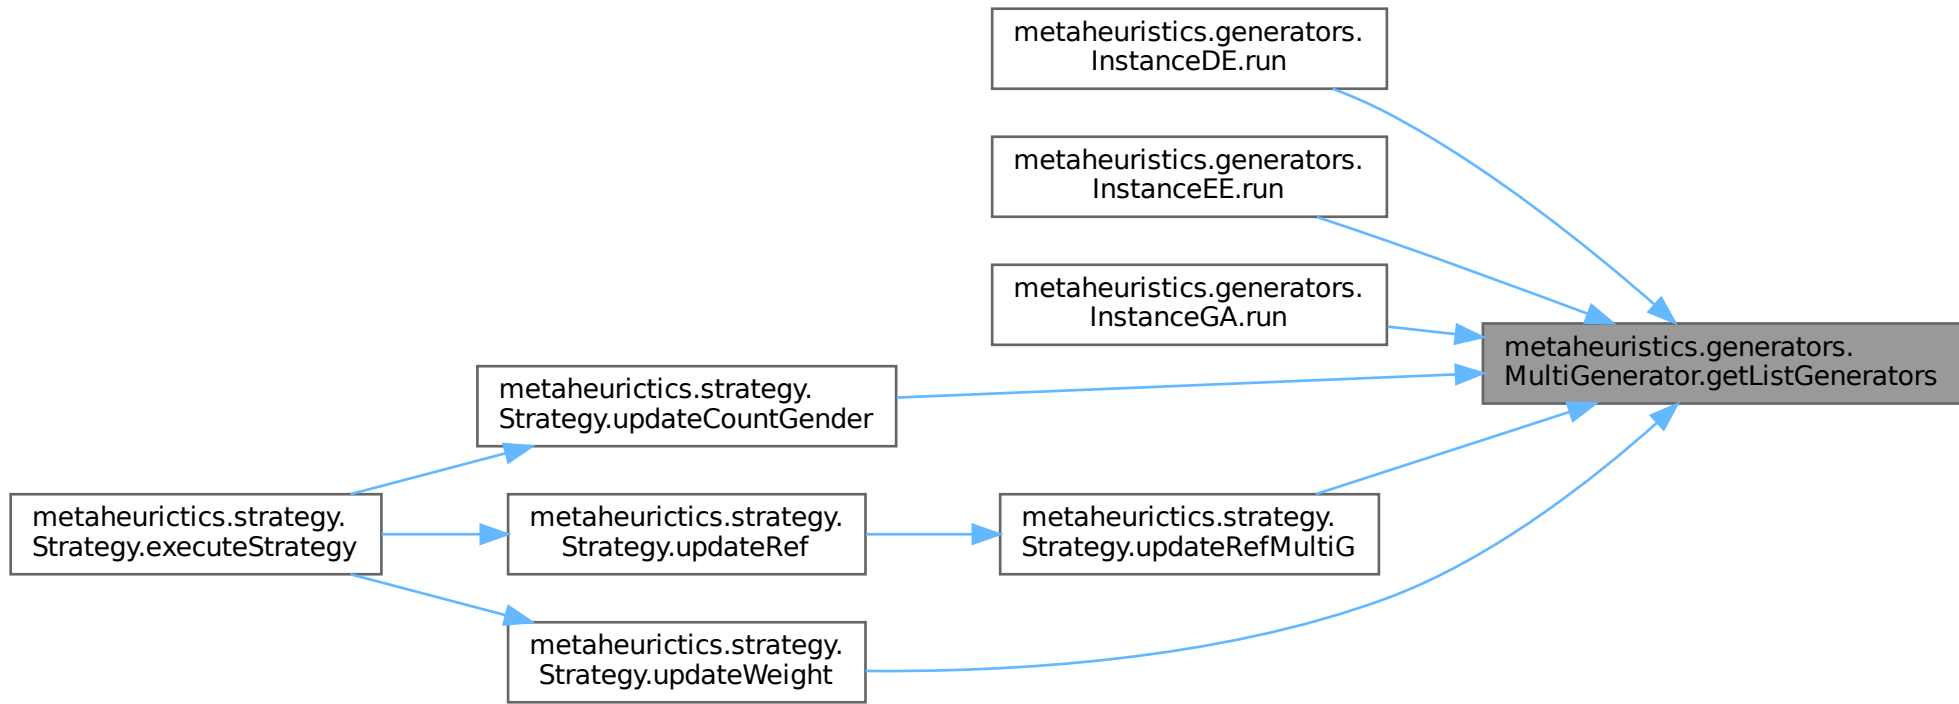 metaheuristics.generators.
InstanceDE.run
metaheuristics.generators.
InstanceEE.run
metaheuristics.generators.
InstanceGA.run
metaheuristics.generators.
MultiGenerator.getListGenerators
metaheurictics.strategy.
Strategy.updateCountGender
metaheurictics.strategy.
Strategy.executeStrategy
metaheurictics.strategy.
Strategy.updateRef
metaheurictics.strategy.
Strategy.updateRefMultiG
metaheurictics.strategy.
Strategy.updateWeight